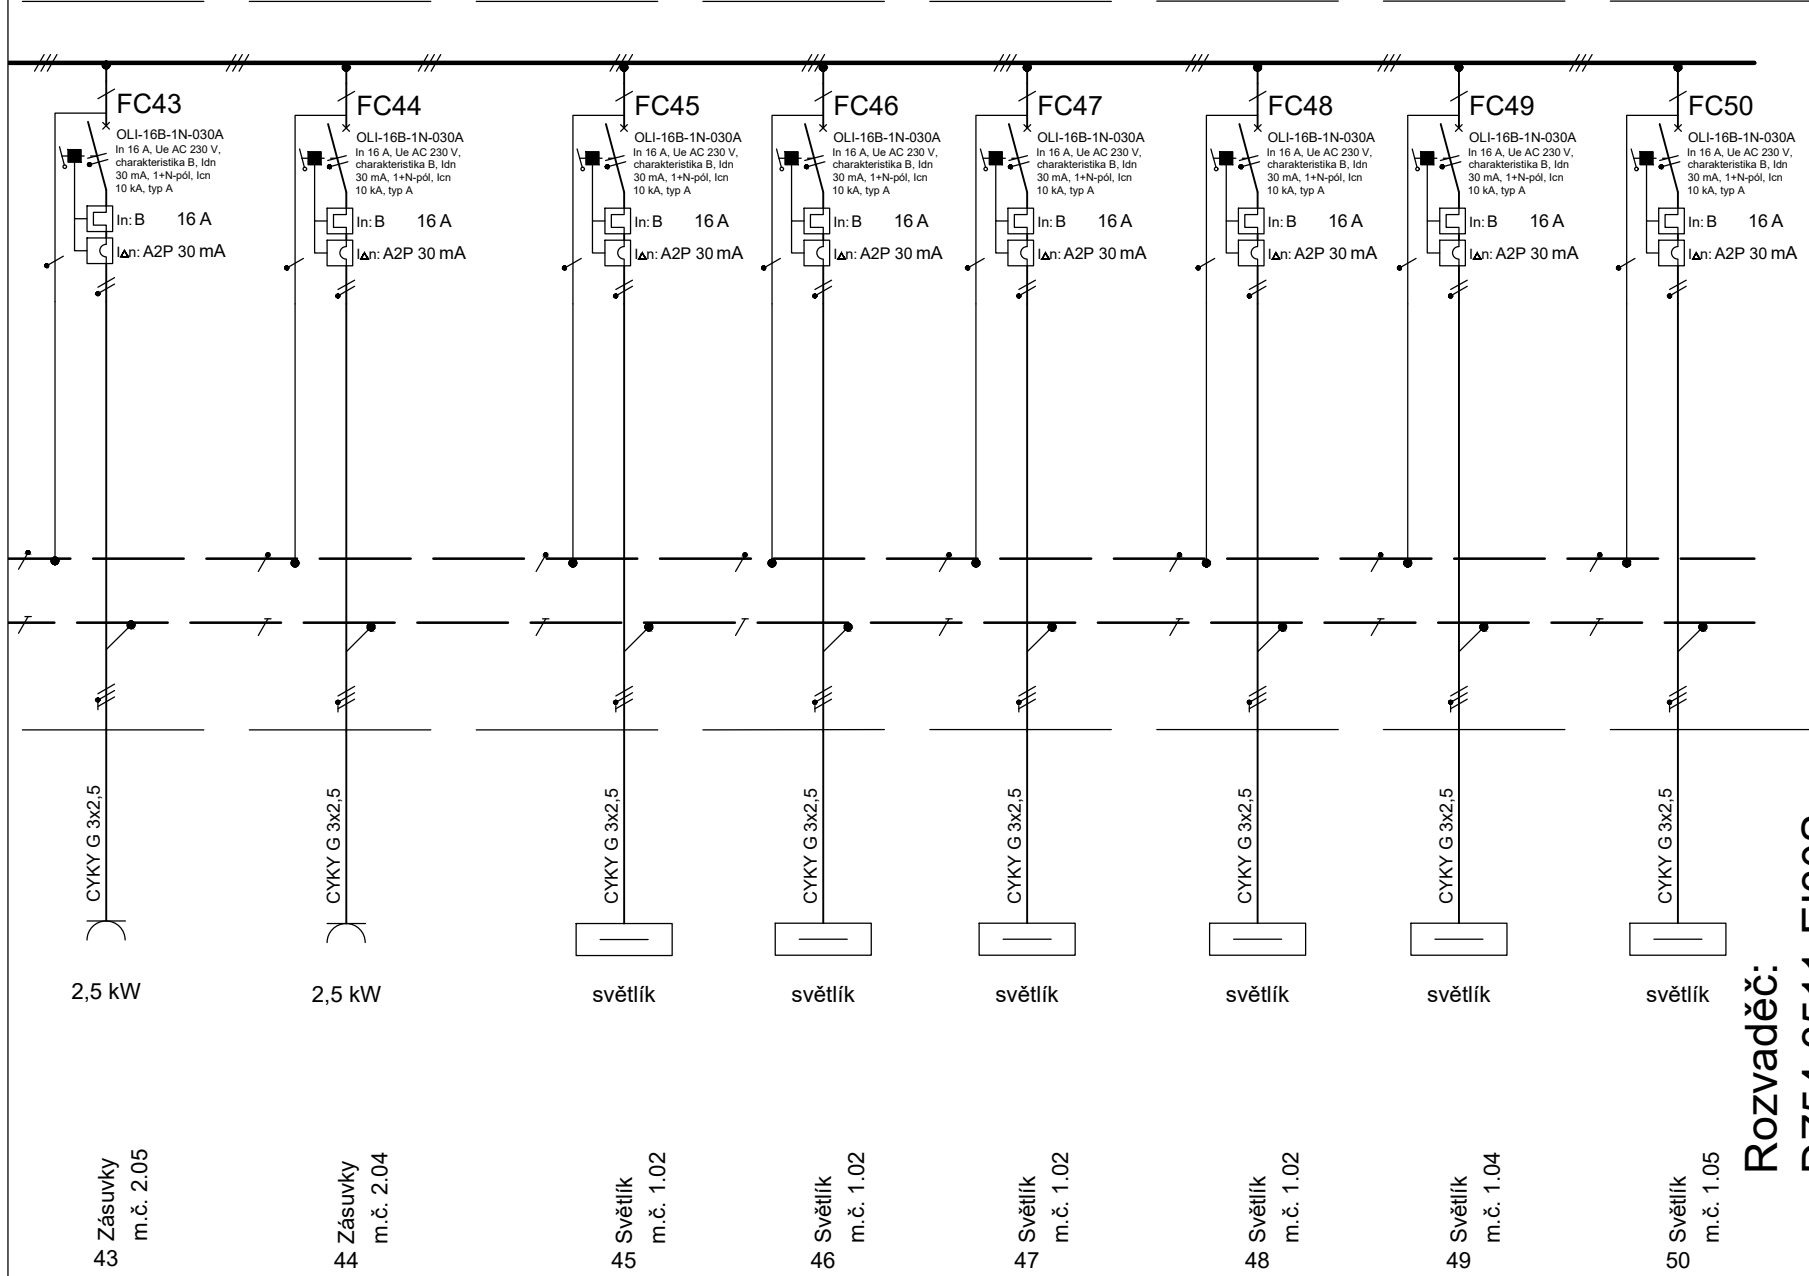 FC43
OLI-16B-1N-030A
In 16 A, Ue AC 230 V,
charakteristika B, Idn
30 mA, 1+N-pól, Icn
10 kA, typ A
In: B 16 A
IΔn: A2P 30 mA
FC44
OLI-16B-1N-030A
In 16 A, Ue AC 230 V,
charakteristika B, Idn
30 mA, 1+N-pól, Icn
10 kA, typ A
In: B 16 A
IΔn: A2P 30 mA
FC45
OLI-16B-1N-030A
In 16 A, Ue AC 230 V,
charakteristika B, Idn
30 mA, 1+N-pól, Icn
10 kA, typ A
In: B 16 A
IΔn: A2P 30 mA
FC46
OLI-16B-1N-030A
In 16 A, Ue AC 230 V,
charakteristika B, Idn
30 mA, 1+N-pól, Icn
10 kA, typ A
In: B 16 A
IΔn: A2P 30 mA
FC47
OLI-16B-1N-030A
In 16 A, Ue AC 230 V,
charakteristika B, Idn
30 mA, 1+N-pól, Icn
10 kA, typ A
In: B 16 A
IΔn: A2P 30 mA
FC48
OLI-16B-1N-030A
In 16 A, Ue AC 230 V,
charakteristika B, Idn
30 mA, 1+N-pól, Icn
10 kA, typ A
In: B 16 A
IΔn: A2P 30 mA
FC49
OLI-16B-1N-030A
In 16 A, Ue AC 230 V,
charakteristika B, Idn
30 mA, 1+N-pól, Icn
10 kA, typ A
In: B 16 A
IΔn: A2P 30 mA
FC50
OLI-16B-1N-030A
In 16 A, Ue AC 230 V,
charakteristika B, Idn
30 mA, 1+N-pól, Icn
10 kA, typ A
In: B 16 A
IΔn: A2P 30 mA
CYKY G 3x2,5
CYKY G 3x2,5
CYKY G 3x2,5
CYKY G 3x2,5
CYKY G 3x2,5
CYKY G 3x2,5
CYKY G 3x2,5
CYKY G 3x2,5
2,5 kW
2,5 kW
světlík
světlík
světlík
světlík
světlík
světlík
Zásuvky
m.č. 2.05
43
Zásuvky
m.č. 2.04
44
Světlík
m.č. 1.02
45
Světlík
m.č. 1.02
46
Světlík
m.č. 1.02
47
Světlík
m.č. 1.02
48
Světlík
m.č. 1.04
49
Světlík
m.č. 1.05
50
Rozvaděč: